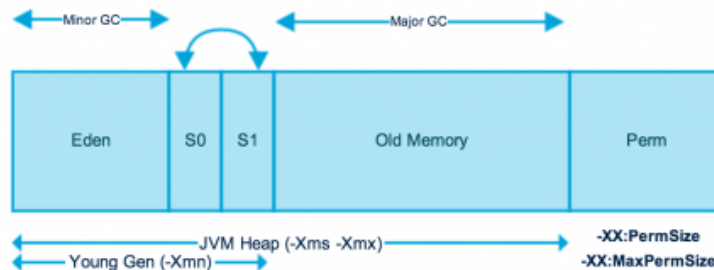 Minor GC
Major GC
Eden
S0
S1
Old Memory
Perm
JVM Heap (-Xms -Xmx)
-XX:PermSize
Young Gen (-Xmn)
-XX:MaxPermSize